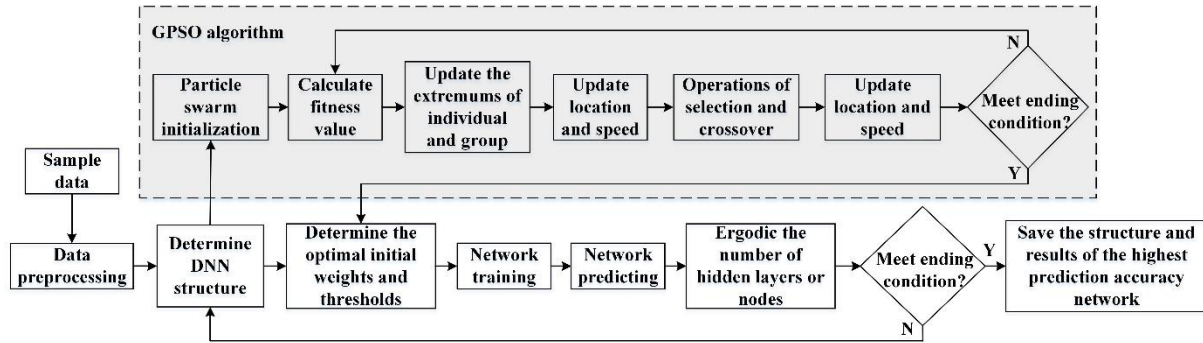 GPSO algorithm
N
Particle
swarm
initialization
Calculate
fitness
value
Update the
extremums of
individual
and group
Update
location
and speed
Operations of
selection and
crossover
Update
location and
speed
Meet ending
condition?
Y
Sample
data
Data
preprocessing
Determine
DNN
structure
Determine the
optimal initial
weights and
thresholds
Network
training
Network
predicting
Ergodic the
number of
hidden layers or
nodes
Meet ending
condition?
Y
N
Save the structure and
results of the highest
prediction accuracy
network